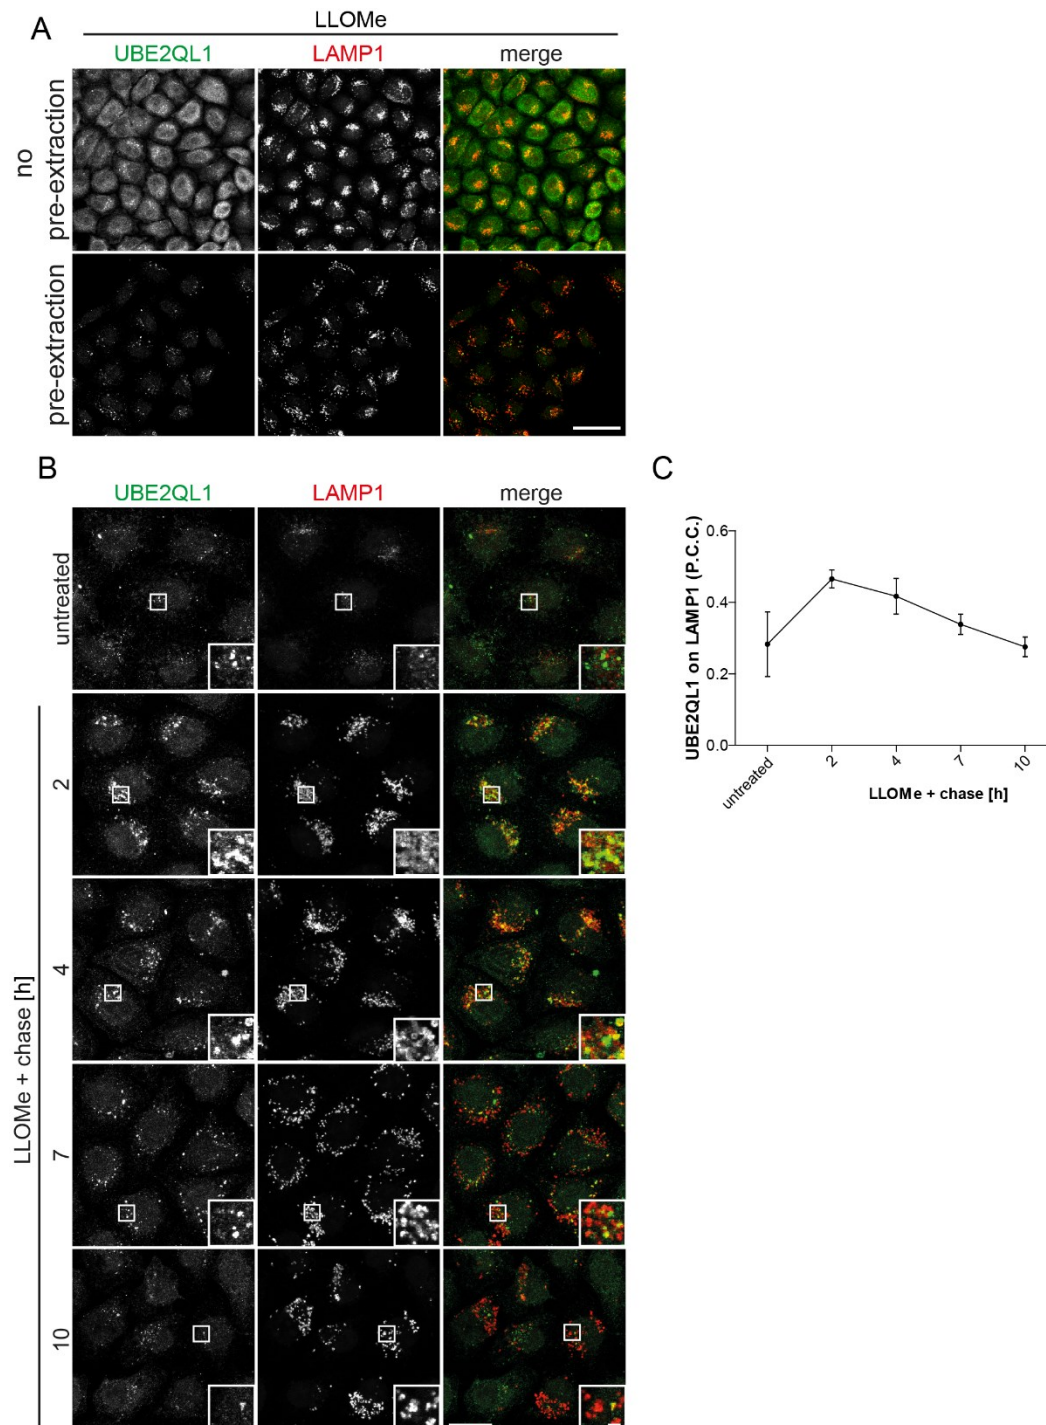 A
LLOMe
UBE2QL1 LAMP1 merge
no
pre-extraction
pre-extraction
B
UBE2QL1 LAMP1 merge
untreated
LLOMe + chase [h]
2
4
7
10
C
UBE2QL1 on LAMP1 (P.C.C.)
0.6
0.4
0.2
0.0
untreated 2 4 7 10
LLOMe + chase [h]